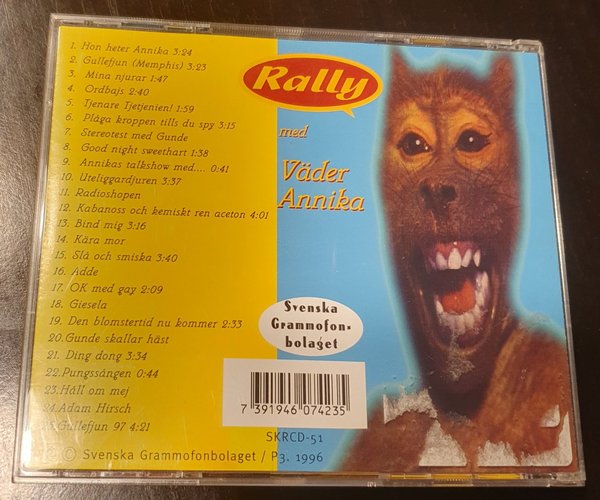 1. Hon heter Annika 3:24
2. Gullefjun (Memphis) 3:23
3. Mina njurar 1:47
4. Ordbajs 2:40
5. Tjenare Tjetjenien! 1:59
6. Plåga kroppen tills du spy 3:15
7. Stereotest med Gunde
8. Good night sweethart 1:38
9. Annikas talkshow med.... 0:41
10. Uteliggardjuren 3:37
11. Radioshopen
12. Kabanoss och kemiskt ren aceton 4:01
13. Bind mig 3:16
14. Kära mor
15. Slå och smiska 3:40
16. Adde
17. OK med gay 2:09
18. Giesela
19. Den blomstertid nu kommer 2:33
20. Gunde skallar häst
21. Ding dong 3:34
22. Pungssången 0:44
23. Håll om mej
24. Adam Hirsch
25. Gullefjun 97 4:21
© Svenska Grammofonbolaget / P3. 1996
Rally
med
Väder
Annika
Svenska
Grammofon-
bolaget
7 391946 074235
SKRCD-51